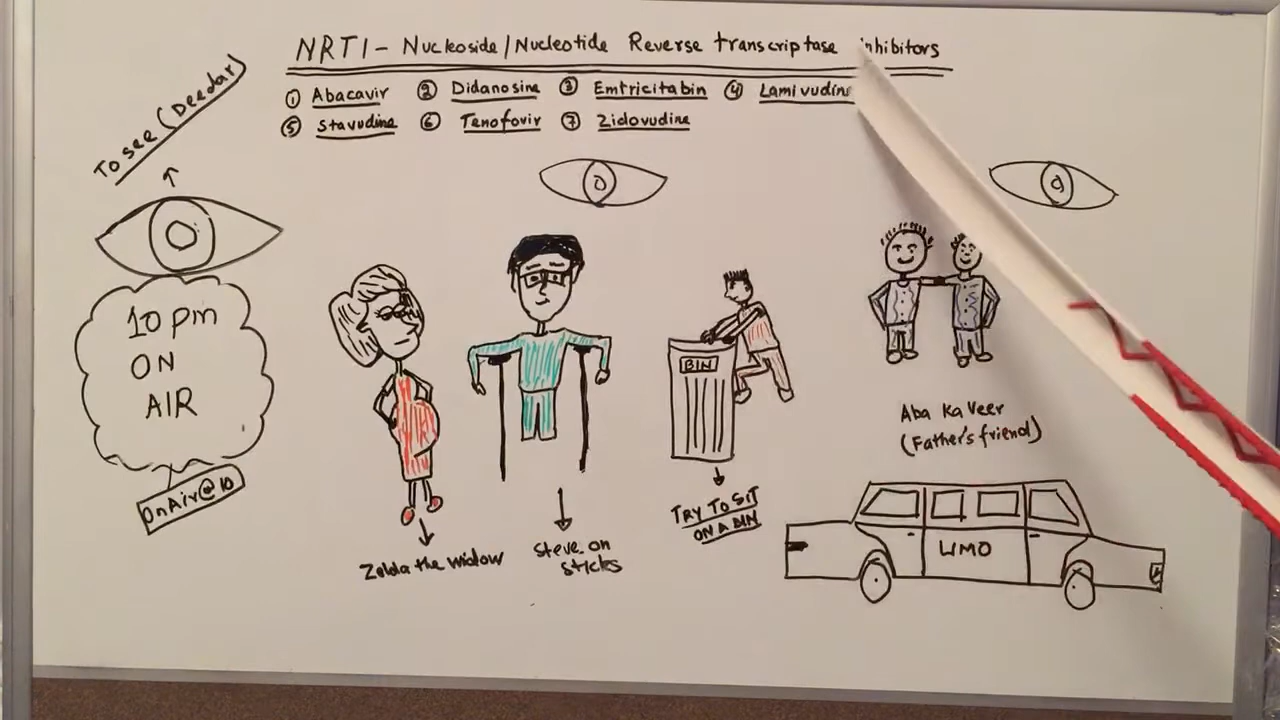 NRTI - Nucleoside/Nucleotide Reverse transcriptase inhibitors
① Abacavir ② Didanosine ③ Emtricitabin ④ Lamivudine
⑤ Stavudine ⑥ Tenofovir ⑦ Zidovudine
To see (Deedar)
10 pm
ON
AIR
OnAir@10
Zelda the widow
Steve on
sticks
BIN
TRY TO SIT
ON A BIN
Aba Ka Veer
(Father's friend)
LIMO